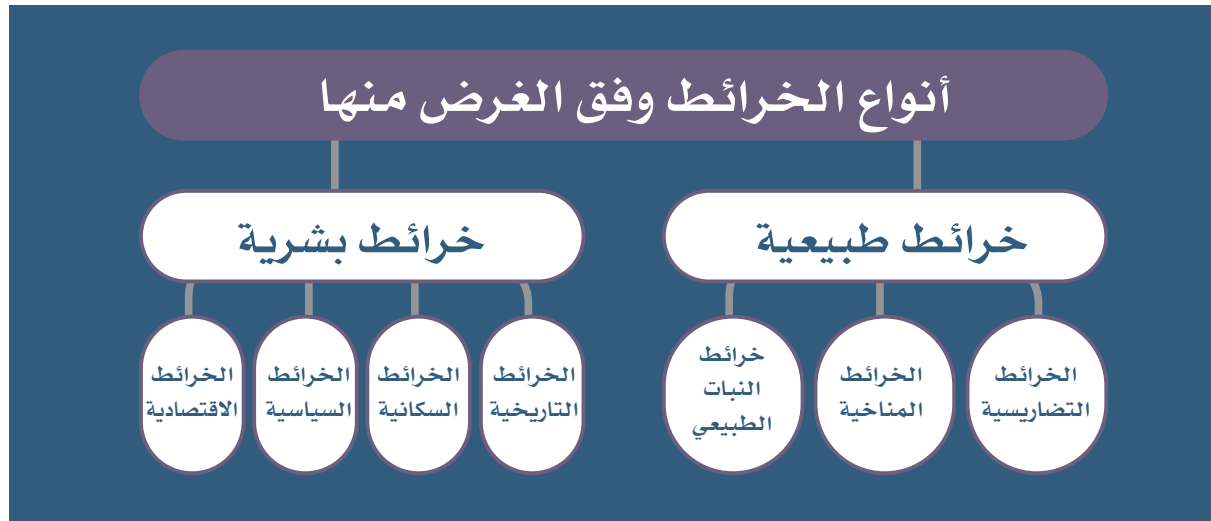 أنواع الخرائط وفق الغرض منها
خرائط طبيعية
خرائط بشرية
الخرائط
التضاريسية
الخرائط
المناخية
خرائط
النبات
الطبيعي
الخرائط
التاريخية
الخرائط
السكانية
الخرائط
السياسية
الخرائط
الاقتصادية